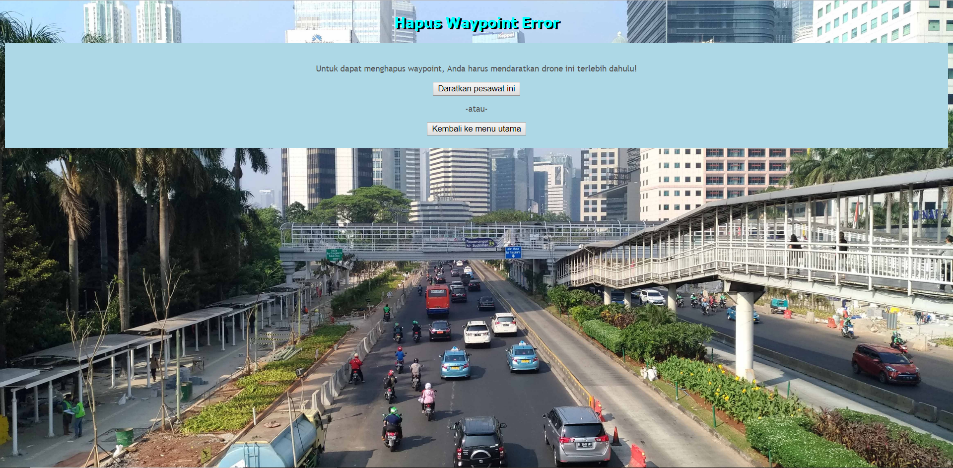 Hapus Waypoint Error
Untuk dapat menghapus waypoint, Anda harus mendaratkan drone ini terlebih dahulu!
Daratkan pesawat ini
-atau-
Kembali ke menu utama